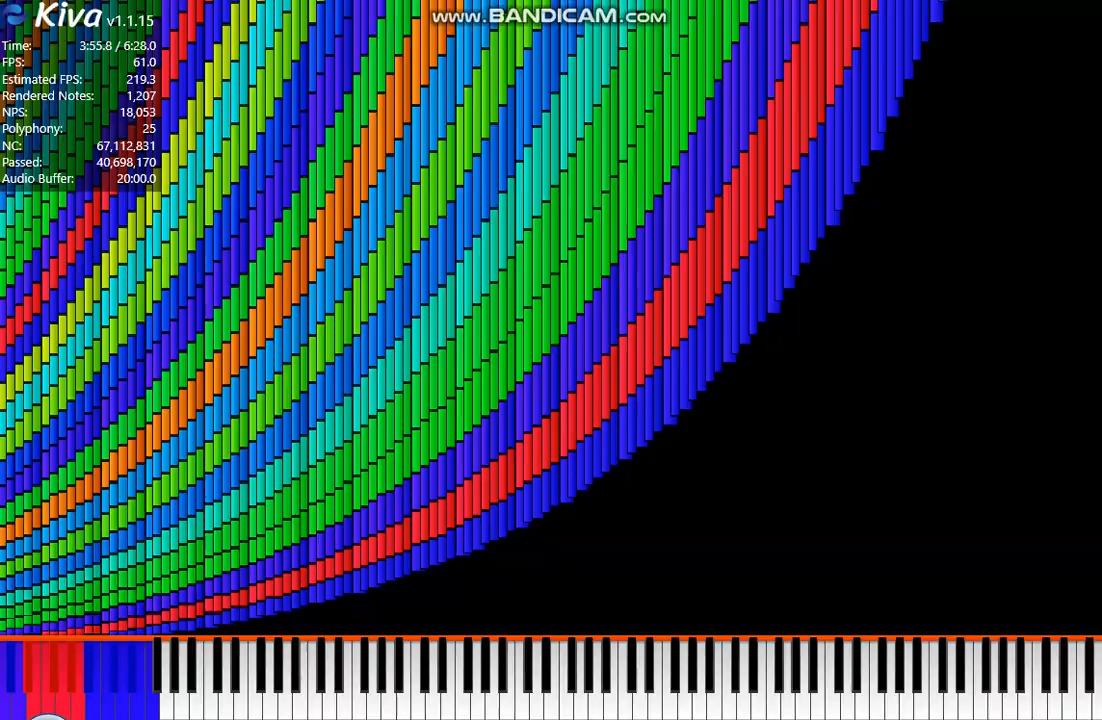 Kiva v1.1.15
www.BANDICAM.com
Time: 3:55.8 / 6:28.0
FPS: 61.0
Estimated FPS: 219.3
Rendered Notes: 1,207
NPS: 18,053
Polyphony: 25
NC: 67,112,831
Passed: 40,698,170
Audio Buffer: 20:00.0